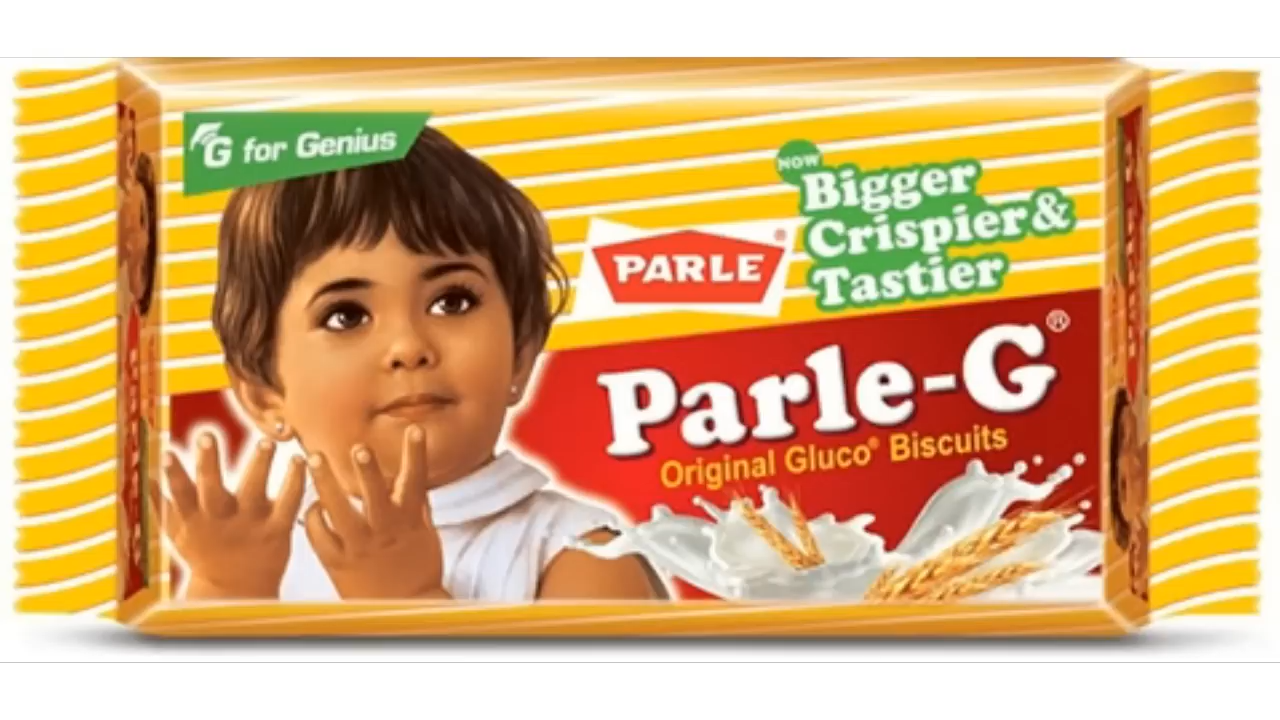 G for Genius
NOW
Bigger
Crispier &
Tastier
PARLE®
Parle-G®
Original Gluco® Biscuits